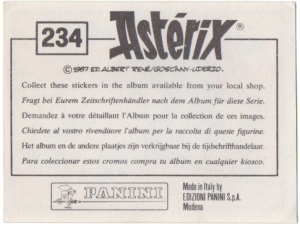 234 Astérix ®
© 1987 ED. ALBERT RENÉ/GOSCINNY-UDERZO.
Collect these stickers in the album available from your local shop.
Fragt bei Eurem Zeitschriftenhändler nach dem Album für diese Serie.
Demandez à votre détaillant l'Album pour la collection de ces images.
Chiedete al vostro rivenditore l'album per la raccolta di queste figurine.
Het album en de andere plaatjes zijn verkrijgbaar bij de tijdschrifthandelaar.
Para coleccionar estos cromos compra tu álbum en cualquier kiosco.
PANINI
Made in Italy by
EDIZIONI PANINI S.p.A.
Modena